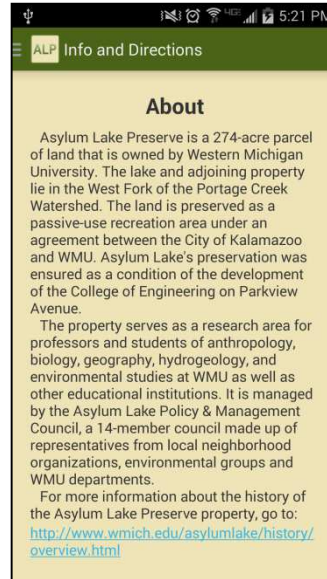 4G 5:21 PM
ALP Info and Directions
About
Asylum Lake Preserve is a 274-acre parcel
of land that is owned by Western Michigan
University. The lake and adjoining property
lie in the West Fork of the Portage Creek
Watershed. The land is preserved as a
passive-use recreation area under an
agreement between the City of Kalamazoo
and WMU. Asylum Lake's preservation was
ensured as a condition of the development
of the College of Engineering on Parkview
Avenue.
The property serves as a research area for
professors and students of anthropology,
biology, geography, hydrogeology, and
environmental studies at WMU as well as
other educational institutions. It is managed
by the Asylum Lake Policy & Management
Council, a 14-member council made up of
representatives from local neighborhood
organizations, environmental groups and
WMU departments.
For more information about the history of
the Asylum Lake Preserve property, go to:
http://www.wmich.edu/asylumlake/history/
overview.html